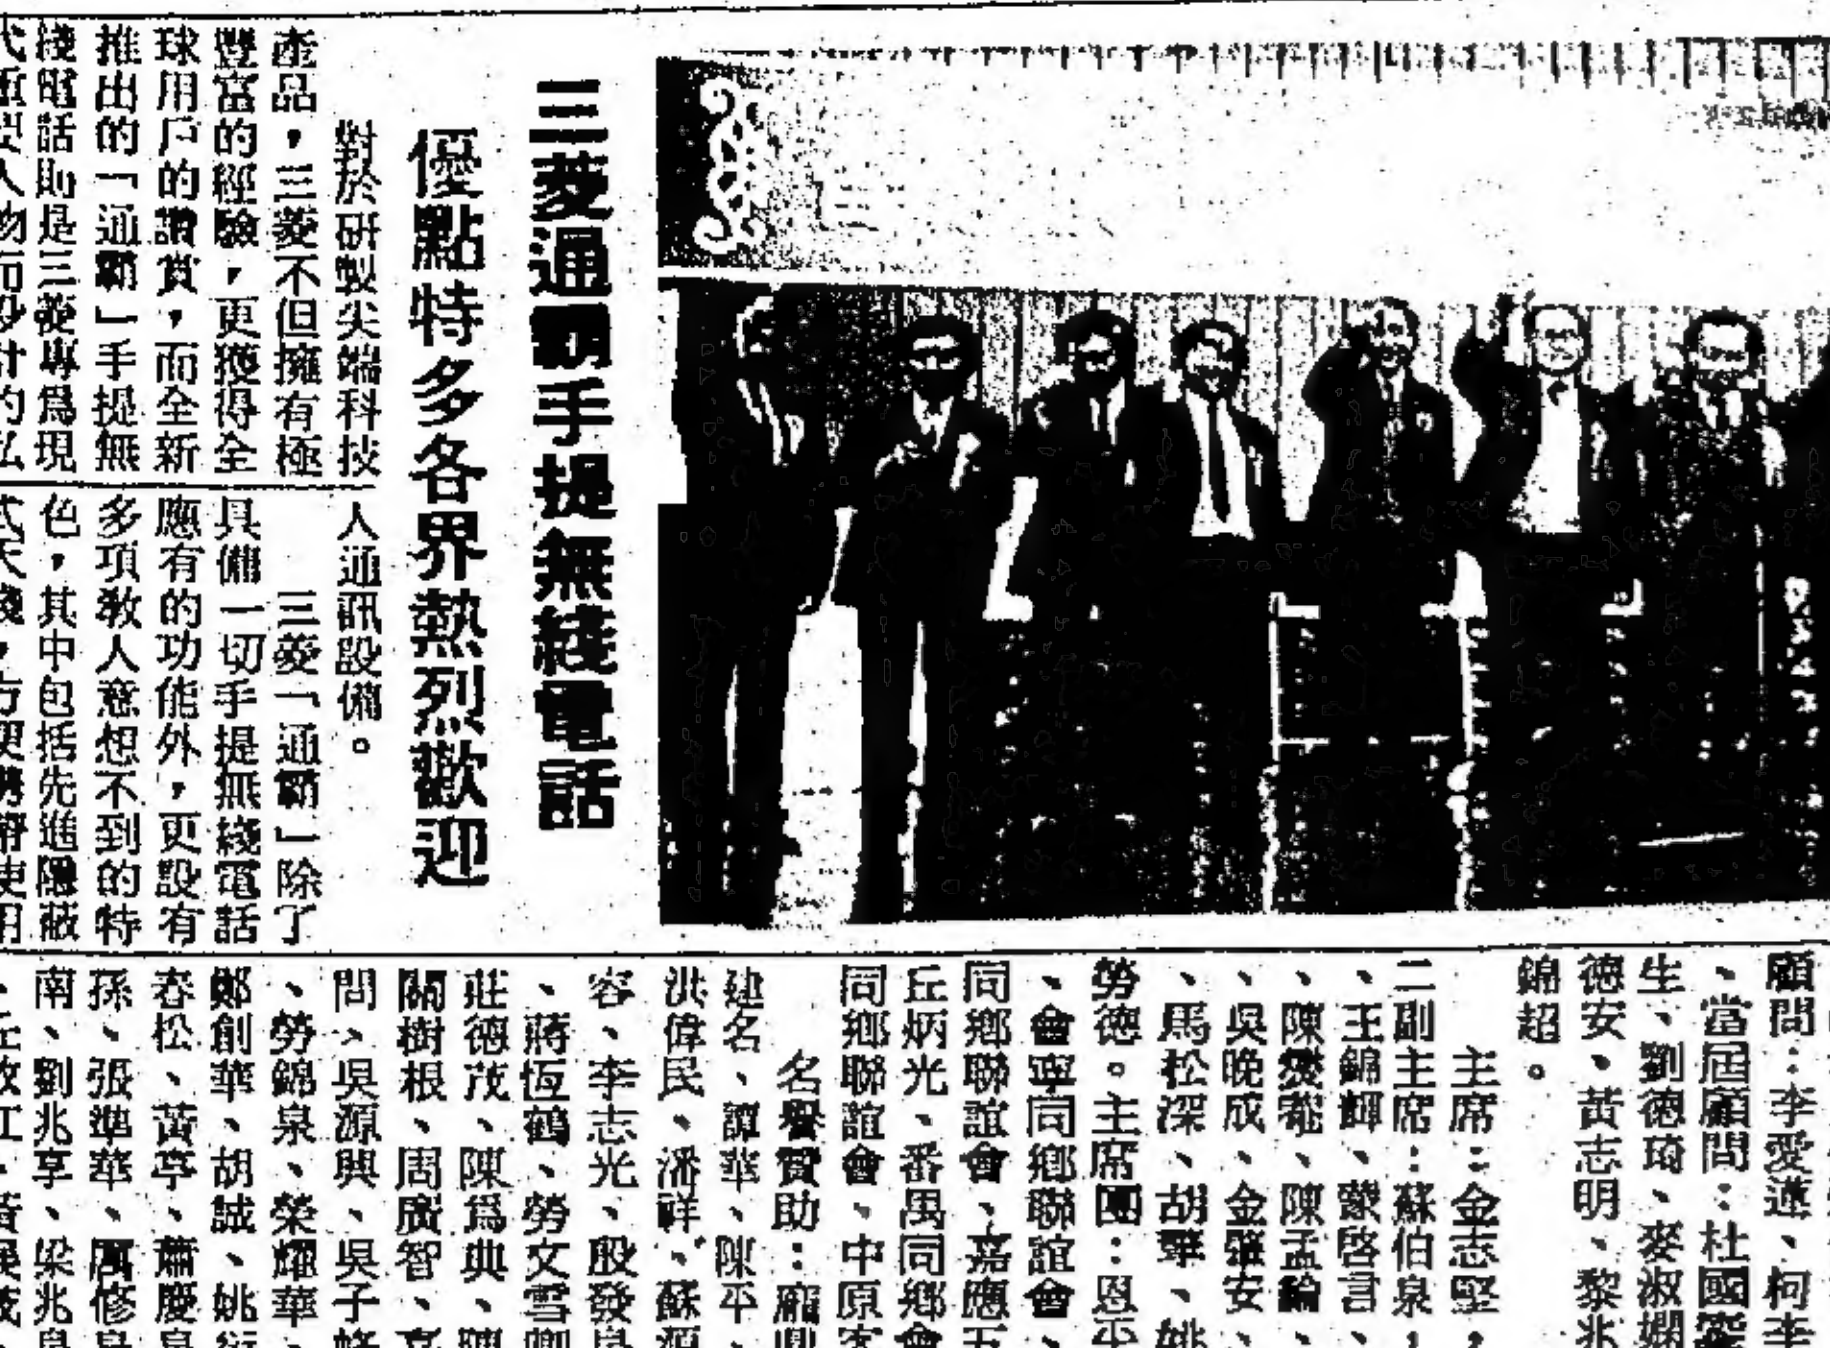 三菱通霸手提無綫電話
優點特多各界熱烈歡迎
對於研製尖端科技
產品，三菱不但擁有極
豐富的經驗，更獲得全
球用戶的讚賞，而全新
推出的「通霸」手提無
綫電話則是三菱專爲現
人通訊設備。
三菱「通霸」除了
具備一切手提無綫電話
應有的功能外，更設有
多項敎人意想不到的特
色，其中包括先進隱蔽
顧問：李愛蓮、柯李
、當屆顧問：杜國
生、劉德琦、麥淑嫻
德安、黃志明、黎兆
錦超。
主席：金志堅，
二副主席：蘇伯泉，
、王錦輝、蒙啓言、
、陳孟綸、
、吳晚成、金肇安、
、馬松深、胡華、姚
勞德。主席團：恩平
、會寧同鄉聯誼會、
同鄉聯誼會、嘉應五
丘炳光、番禺同鄉會
同鄉聯誼會、中原客
名譽贊助：龐鼎
建名、譚華、陳平、
洪偉民、潘祥、蘇源
容、李志光、殷發
、蔣恆鶴、勞文雪卿
莊德茂、陳爲典、陳
關樹根、周廣智、
問、吳源興、吳子
、勞錦泉、榮耀華、
鄭創華、胡誠、姚
春松、黃亭、蕭慶
孫、張準華、厲修
南、劉兆享、梁兆